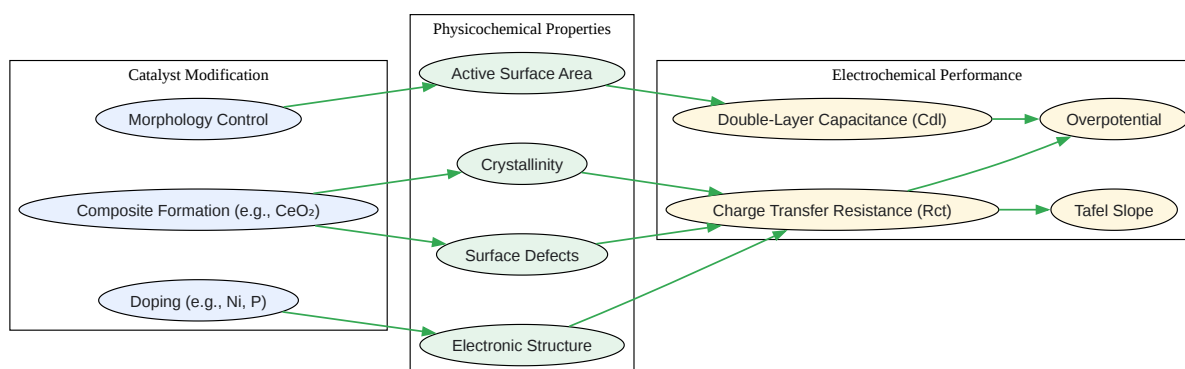 Physicochemical Properties
Catalyst Modification
Electrochemical Performance
Active Surface Area
Morphology Control
Double-Layer Capacitance (Cdl)
Overpotential
Crystallinity
Composite Formation (e.g., CeO₂)
Charge Transfer Resistance (Rct)
Tafel Slope
Surface Defects
Doping (e.g., Ni, P)
Electronic Structure